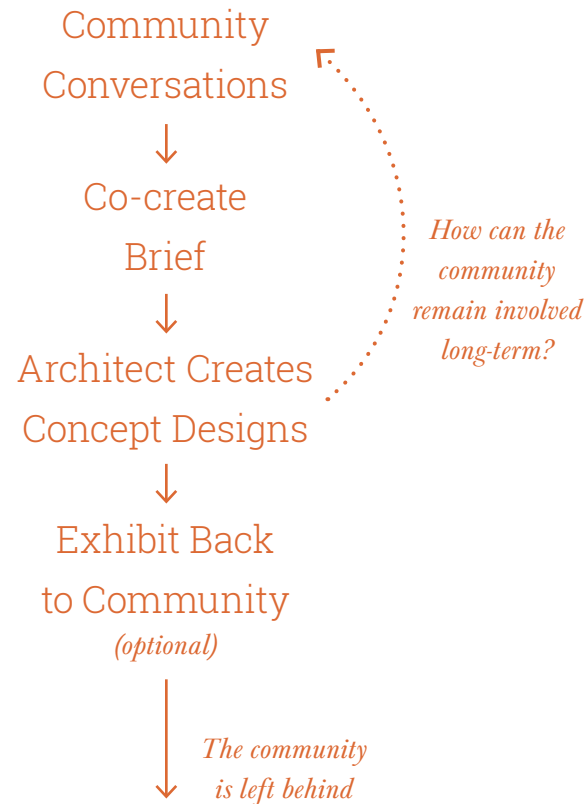 Community
Conversations
Co-create
Brief
How can the
community
remain involved
long-term?
Architect Creates
Concept Designs
Exhibit Back
to Community
(optional)
The community
is left behind